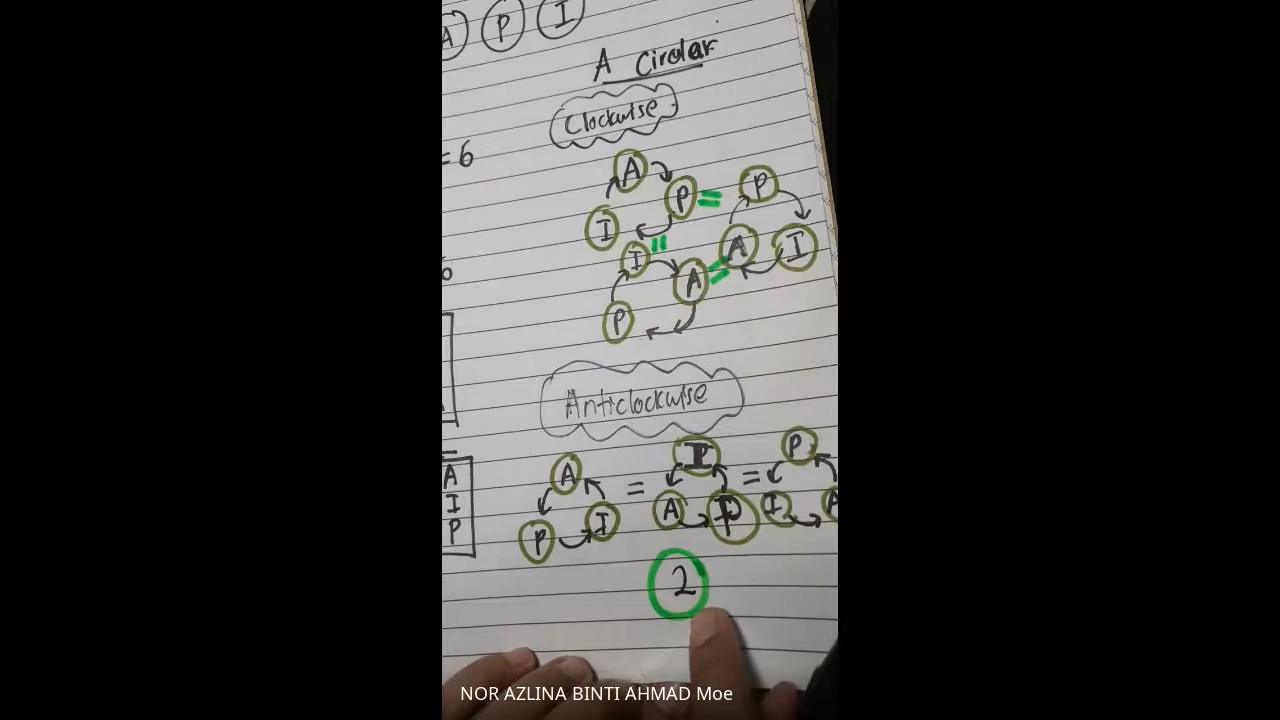 A P I
A Circular
Clockwise
= 6
A
P = P
I
I = A = A I
P
Anticlockwise
A = I = P
P I A P I A
A
I
P
2
NOR AZLINA BINTI AHMAD Moe